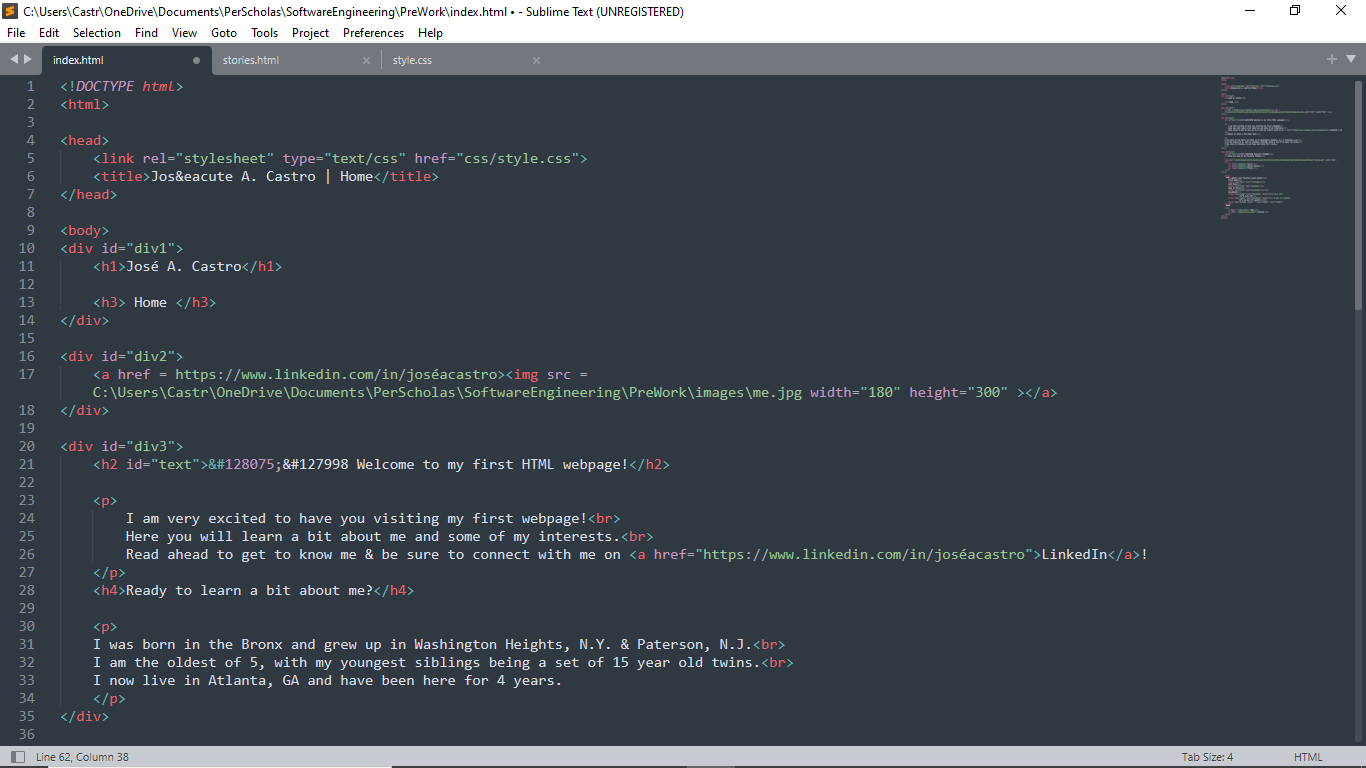 C:\Users\Castr\OneDrive\Documents\PerScholas\SoftwareEngineering\PreWork\index.html • - Sublime Text (UNREGISTERED)
File Edit Selection Find View Goto Tools Project Preferences Help
index.html stories.html style.css
1 <!DOCTYPE html>
2 <html>
3
4 <head>
5 <link rel="stylesheet" type="text/css" href="css/style.css">
6 <title>Jos&eacute A. Castro | Home</title>
7 </head>
8
9 <body>
10 <div id="div1">
11 <h1>José A. Castro</h1>
12
13 <h3> Home </h3>
14 </div>
15
16 <div id="div2">
17 <a href = https://www.linkedin.com/in/joséacastro><img src =
C:\Users\Castr\OneDrive\Documents\PerScholas\SoftwareEngineering\PreWork\images\me.jpg width="180" height="300" ></a>
18 </div>
19
20 <div id="div3">
21 <h2 id="text">&#128075;&#127998 Welcome to my first HTML webpage!</h2>
22
23 <p>
24 I am very excited to have you visiting my first webpage!<br>
25 Here you will learn a bit about me and some of my interests.<br>
26 Read ahead to get to know me & be sure to connect with me on <a href="https://www.linkedin.com/in/joséacastro">LinkedIn</a>!
27 </p>
28 <h4>Ready to learn a bit about me?</h4>
29
30 <p>
31 I was born in the Bronx and grew up in Washington Heights, N.Y. & Paterson, N.J.<br>
32 I am the oldest of 5, with my youngest siblings being a set of 15 year old twins.<br>
33 I now live in Atlanta, GA and have been here for 4 years.
34 </p>
35 </div>
36
Line 62, Column 38 Tab Size: 4 HTML